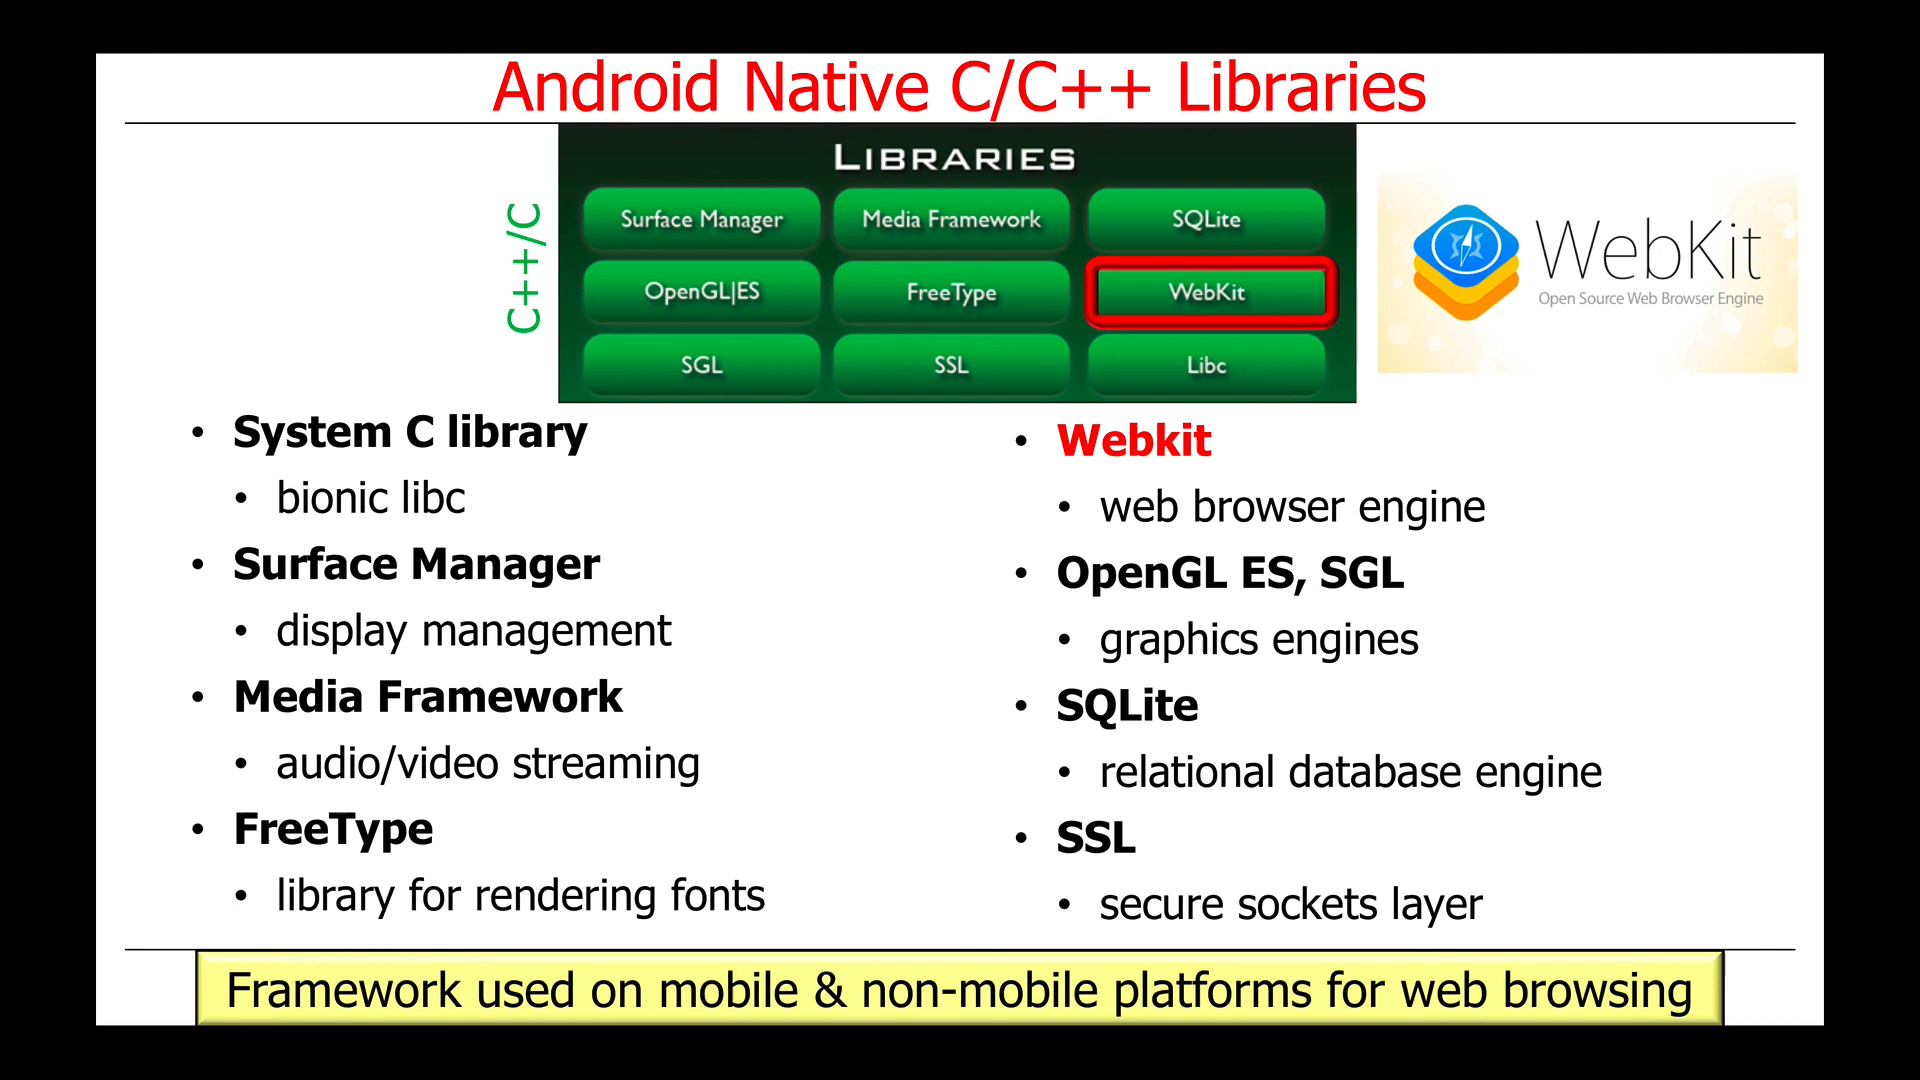 Android Native C/C++ Libraries
C++/C
LIBRARIES
Surface Manager
Media Framework
SQLite
OpenGL|ES
FreeType
WebKit
SGL
SSL
Libc
WebKit
Open Source Web Browser Engine
• System C library
• bionic libc
• Surface Manager
• display management
• Media Framework
• audio/video streaming
• FreeType
• library for rendering fonts
• Webkit
• web browser engine
• OpenGL ES, SGL
• graphics engines
• SQLite
• relational database engine
• SSL
• secure sockets layer
Framework used on mobile & non-mobile platforms for web browsing